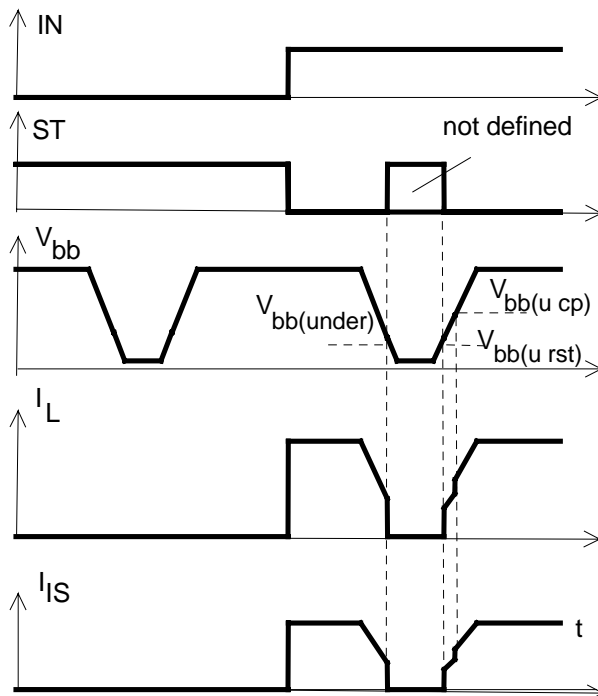 IN
ST
not defined
V bb
V bb(under)
V bb(u cp)
V bb(u rst)
I L
I IS
t